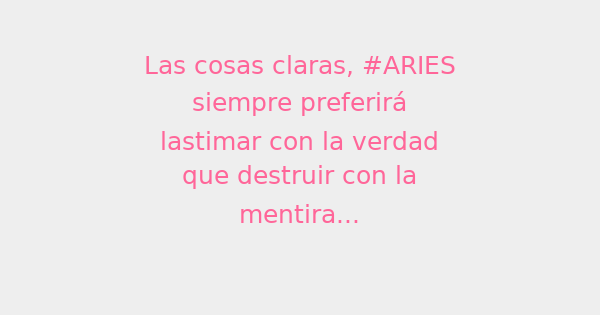 Las cosas claras, #ARIES
siempre preferirá
lastimar con la verdad
que destruir con la
mentira...